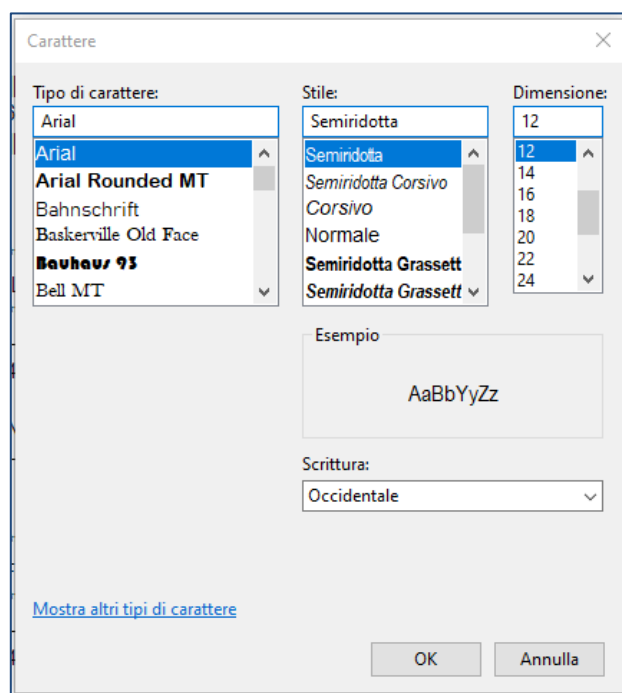 Carattere
Tipo di carattere:
Arial
Arial
Arial Rounded MT
Bahnschrift
Baskerville Old Face
Bauhaus 93
Bell MT
Stile:
Semiridotta
Semiridotta
Semiridotta Corsivo
Corsivo
Normale
Semiridotta Grassett
Semiridotta Grassett
Dimensione:
12
12
14
16
18
20
22
24
Esempio
AaBbYyZz
Scrittura:
Occidentale
Mostra altri tipi di carattere
OK
Annulla